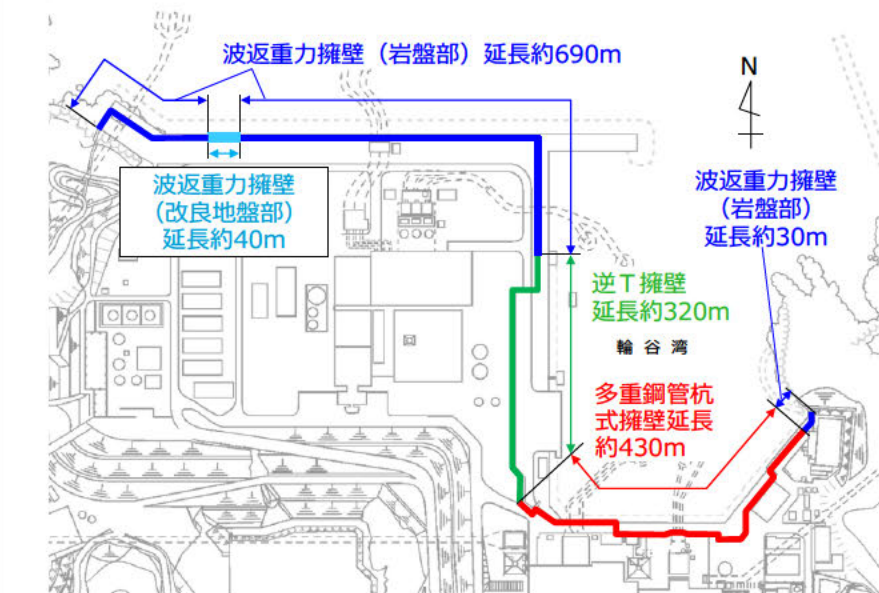 波返重力擁壁（岩盤部）延長約690m
N
波返重力擁壁
（改良地盤部）
延長約40m
波返重力擁壁
（岩盤部）
延長約30m
逆T擁壁
延長約320m
輪谷湾
多重鋼管杭
式擁壁延長
約430m